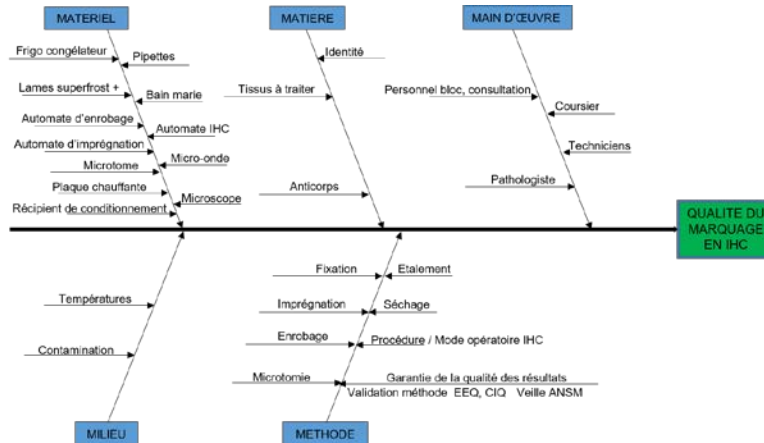 MATERIEL
MATIERE
MAIN D'ŒUVRE
Frigo congélateur
Pipettes
Identité
Lames superfrost +
Bain marie
Tissus à traiter
Personnel bloc, consultation
Coursier
Automate d'enrobage
Automate IHC
Automate d'imprégnation
Micro-onde
Techniciens
Microtome
Plaque chauffante
Microscope
Anticorps
Pathologiste
Récipient de conditionnement
QUALITE DU
MARQUAGE
EN IHC
Fixation
Etalement
Températures
Imprégnation
Séchage
Contamination
Enrobage
Procédure / Mode opératoire IHC
Microtomie
Garantie de la qualité des résultats
Validation méthode EEQ, CIQ Veille ANSM
MILIEU
METHODE